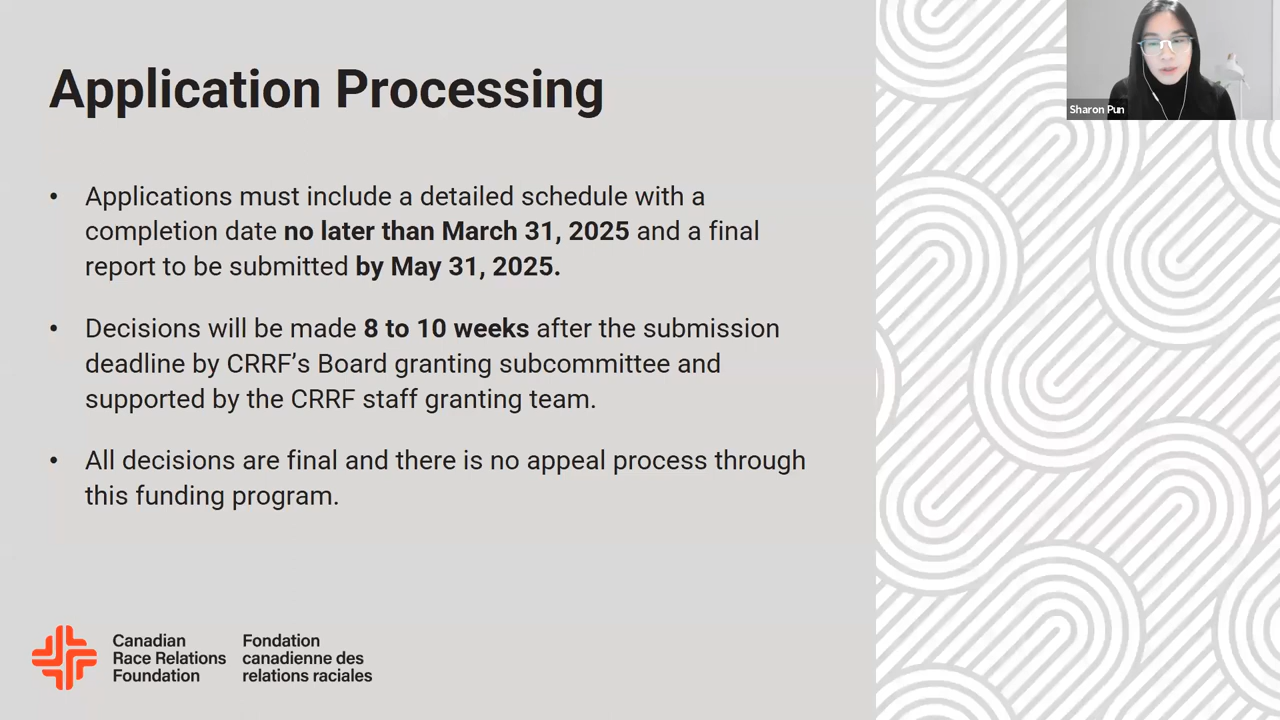 Application Processing
• Applications must include a detailed schedule with a
completion date no later than March 31, 2025 and a final
report to be submitted by May 31, 2025.
• Decisions will be made 8 to 10 weeks after the submission
deadline by CRRF’s Board granting subcommittee and
supported by the CRRF staff granting team.
• All decisions are final and there is no appeal process through
this funding program.
Canadian
Race Relations
Foundation
Fondation
canadienne des
relations raciales
Sharon Pun